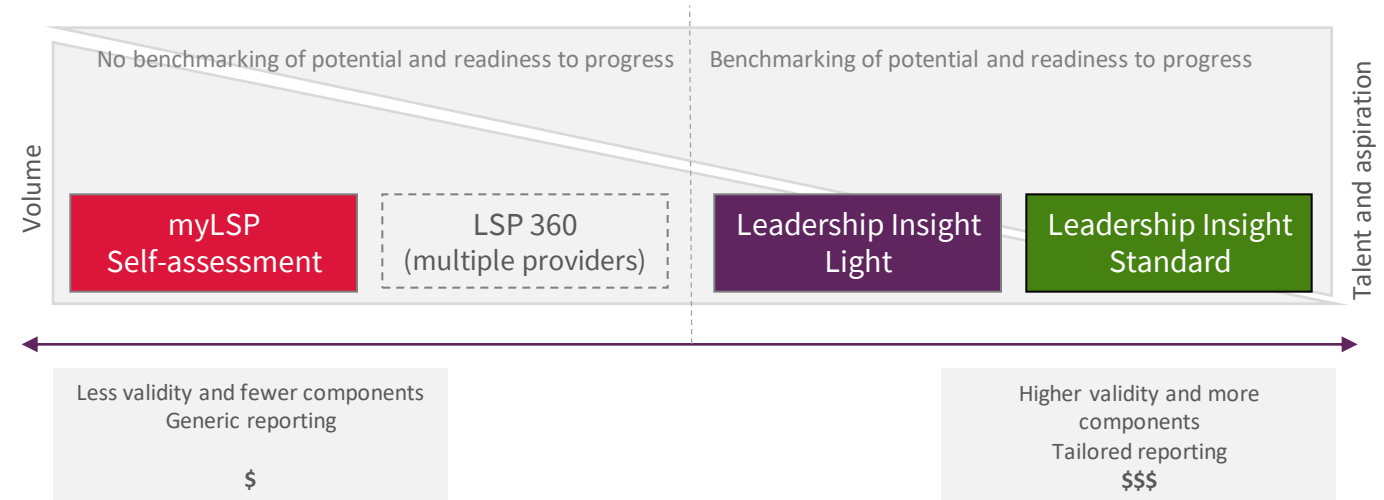 No benchmarking of potential and readiness to progress
Benchmarking of potential and readiness to progress
Volume
Talent and aspiration
myLSP
Self-assessment
LSP 360
(multiple providers)
Leadership Insight
Light
Leadership Insight
Standard
Less validity and fewer components
Generic reporting
$
Higher validity and more
components
Tailored reporting
$$$